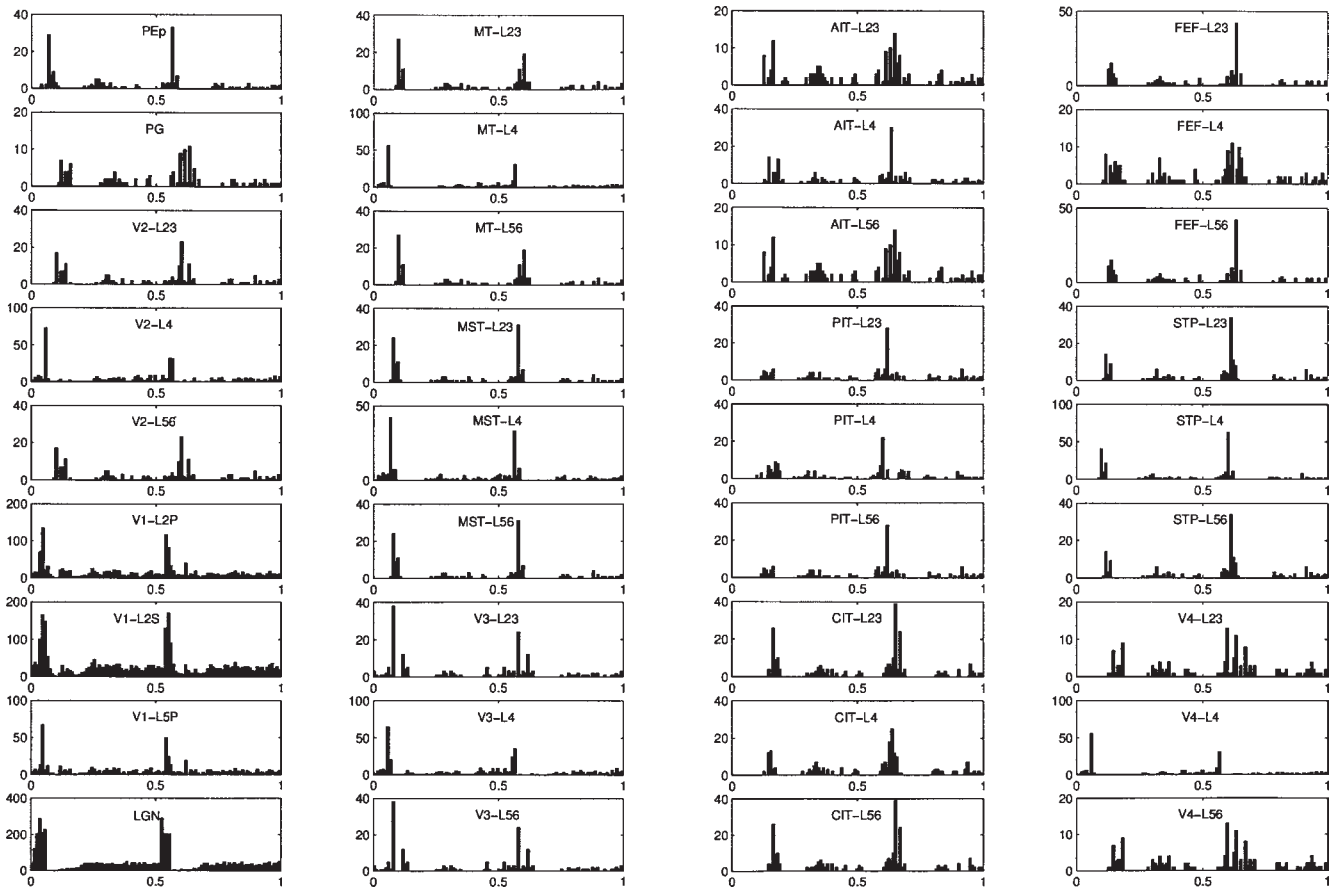 40
PEp
20
0
0 0.5 1
20
PG
10
0
0 0.5 1
40
V2-L23
20
0
0 0.5 1
100
V2-L4
50
0
0 0.5 1
40
V2-L56
20
0
0 0.5 1
200
V1-L2P
100
0
0 0.5 1
200
V1-L2S
100
0
0 0.5 1
100
V1-L5P
50
0
0 0.5 1
400
LGN
200
0
0 0.5 1
40
MT-L23
20
0
0 0.5 1
100
MT-L4
50
0
0 0.5 1
40
MT-L56
20
0
0 0.5 1
40
MST-L23
20
0
0 0.5 1
50
MST-L4
0
0 0.5 1
40
MST-L56
20
0
0 0.5 1
40
V3-L23
20
0
0 0.5 1
100
V3-L4
50
0
0 0.5 1
40
V3-L56
20
0
0 0.5 1
20
AIT-L23
10
0
0 0.5 1
40
AIT-L4
20
0
0 0.5 1
20
AIT-L56
10
0
0 0.5 1
40
PIT-L23
20
0
0 0.5 1
40
PIT-L4
20
0
0 0.5 1
40
PIT-L56
20
0
0 0.5 1
40
CIT-L23
20
0
0 0.5 1
40
CIT-L4
20
0
0 0.5 1
40
CIT-L56
20
0
0 0.5 1
50
FEF-L23
0
0 0.5 1
20
FEF-L4
10
0
0 0.5 1
50
FEF-L56
0
0 0.5 1
40
STP-L23
20
0
0 0.5 1
100
STP-L4
50
0
0 0.5 1
40
STP-L56
20
0
0 0.5 1
20
V4-L23
10
0
0 0.5 1
100
V4-L4
50
0
0 0.5 1
20
V4-L56
10
0
0 0.5 1